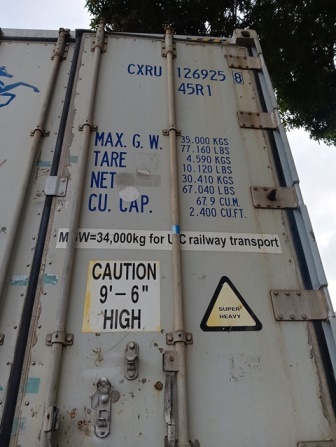 CXRU 126925 8
45R1
MAX. G. W. 35.000 KGS
77.160 LBS
TARE 4.590 KGS
10.120 LBS
NET 30.410 KGS
67.040 LBS
CU. CAP. 67.9 CU.M.
2.400 CU.FT.
MGW=34,000kg for UIC railway transport
CAUTION
9'-6"
HIGH
SUPER
HEAVY